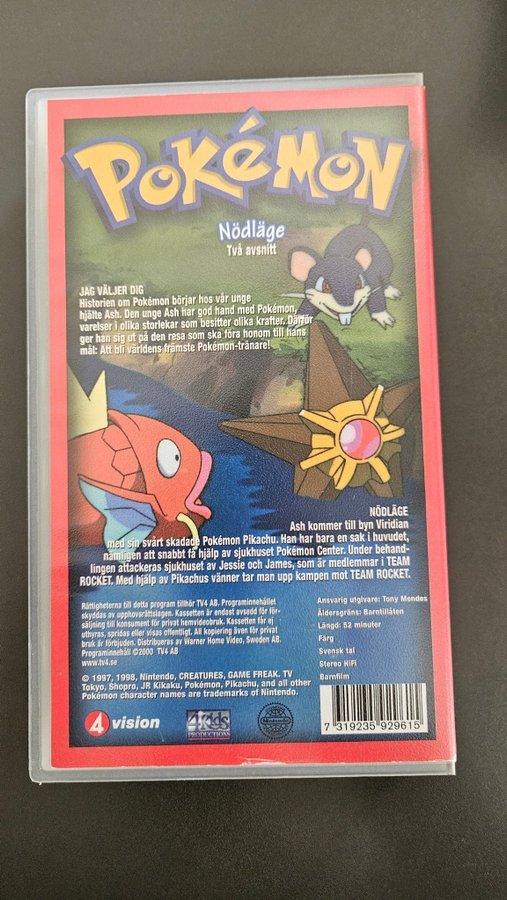 POKéMON
Nödläge
Två avsnitt
JAG VÄLJER DIG
Historien om Pokémon börjar hos vår unge
hjälte Ash. Den unge Ash har god hand med Pokémon,
varelser i olika storlekar som besitter olika krafter. Därför
ger han sig ut på den resa som ska föra honom till hans
mål: Att bli världens främste Pokémon-tränare!
NÖDLÄGE
Ash kommer till byn Viridian
med sin svårt skadade Pokémon Pikachu. Han har bara en sak i huvudet,
nämligen att snabbt få hjälp av sjukhuset Pokémon Center. Under behand-
lingen attackeras sjukhuset av Jessie och James, som är medlemmar i TEAM
ROCKET. Med hjälp av Pikachus vänner tar man upp kampen mot TEAM ROCKET.
Rättigheterna till detta program tillhör TV4 AB. Programinnehållet
skyddas av upphovsrättslagen. Kassetten är endast avsedd för för-
säljning till konsument för privat hemvideobruk. Kassetten får ej
uthyras, spridas eller visas offentligt. All kopiering även för privat
bruk är förbjuden. Distribueras av Warner Home Video, Sweden AB.
Programinnehåll ©2000 TV4 AB
www.tv4.se
© 1997, 1998, Nintendo, CREATURES, GAME FREAK. TV
Tokyo, Shopro, JR Kikaku, Pokémon, Pikachu, and all other
Pokémon character names are trademarks of Nintendo.
Ansvarig utgivare: Tony Mendes
Åldersgräns: Barntillåten
Längd: 52 minuter
Färg
Svensk tal
Stereo HiFi
Barnfilm
4 vision
4Kids
PRODUCTIONS
Nintendo
7 319235 929615